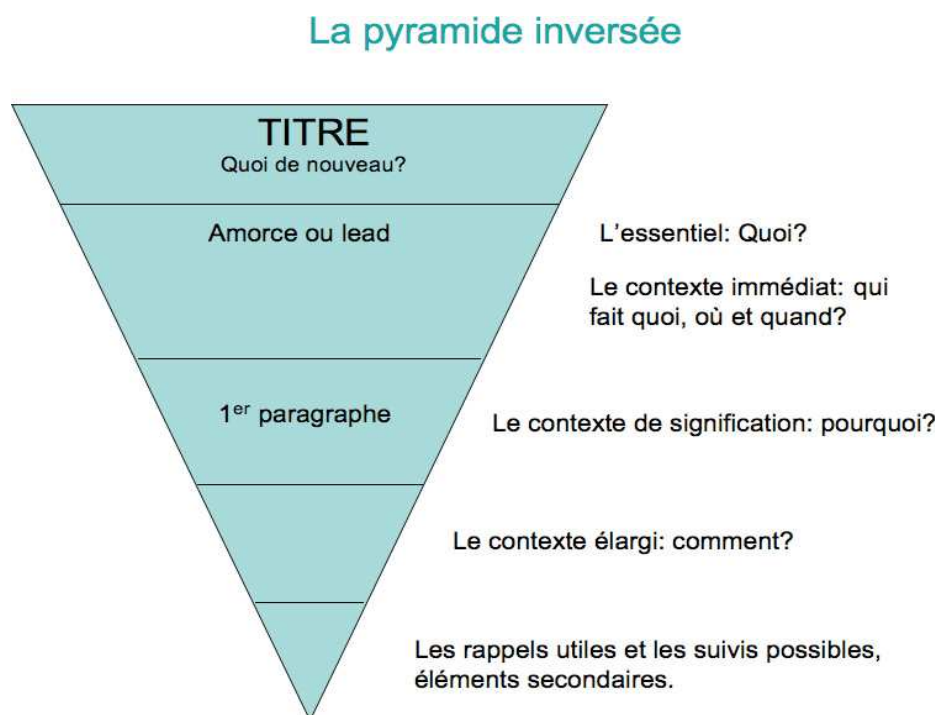 La pyramide inversée
TITRE
Quoi de nouveau?
Amorce ou lead
L'essentiel: Quoi?
Le contexte immédiat: qui
fait quoi, où et quand?
1er paragraphe
Le contexte de signification: pourquoi?
Le contexte élargi: comment?
Les rappels utiles et les suivis possibles,
éléments secondaires.